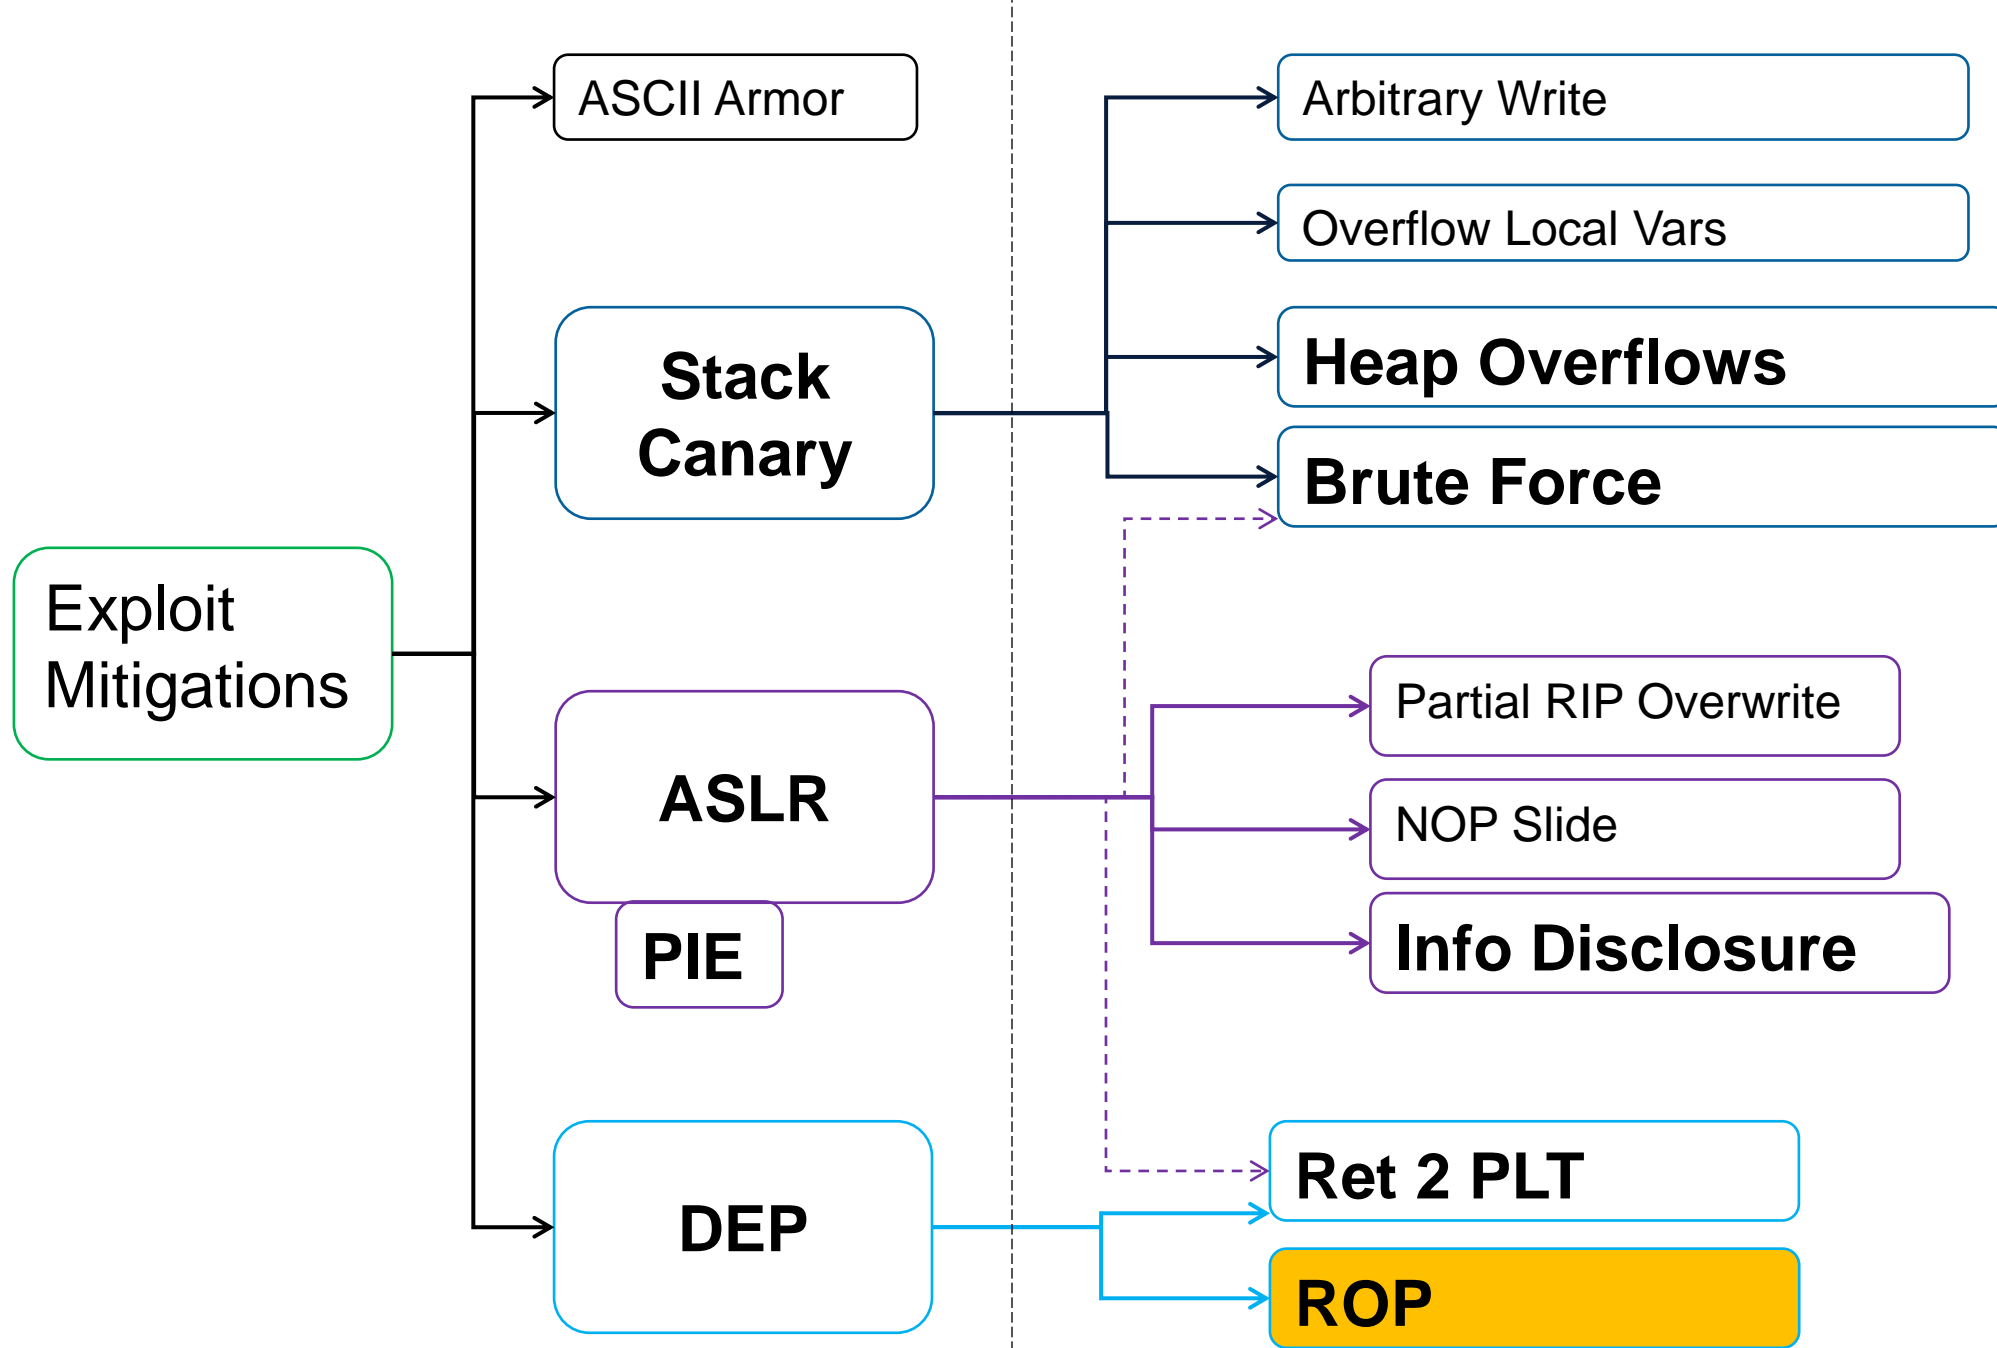 ASCII Armor
Arbitrary Write
Overflow Local Vars
Stack
Canary
Heap Overflows
Brute Force
Exploit
Mitigations
ASLR
PIE
Partial RIP Overwrite
NOP Slide
Info Disclosure
DEP
Ret 2 PLT
ROP